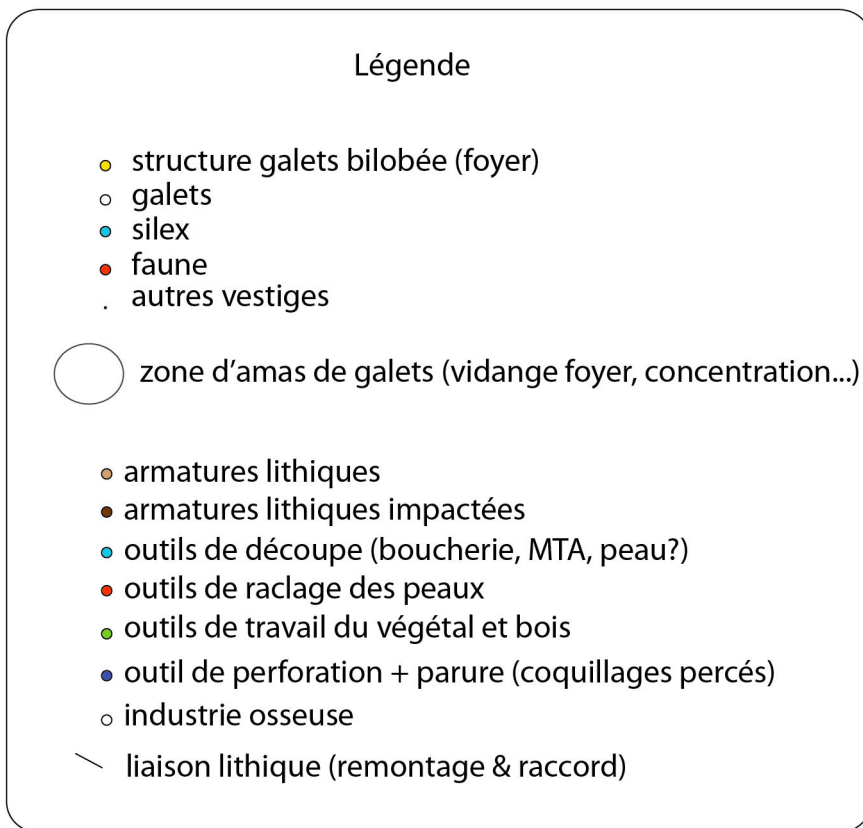 Légende
structure galets bilobée (foyer)
galets
silex
faune
autres vestiges
zone d'amas de galets (vidange foyer, concentration...)
armatures lithiques
armatures lithiques impactées
outils de découpe (boucherie, MTA, peau?)
outils de raclage des peaux
outils de travail du végétal et bois
outil de perforation + parure (coquillages percés)
industrie osseuse
liaison lithique (remontage & raccord)